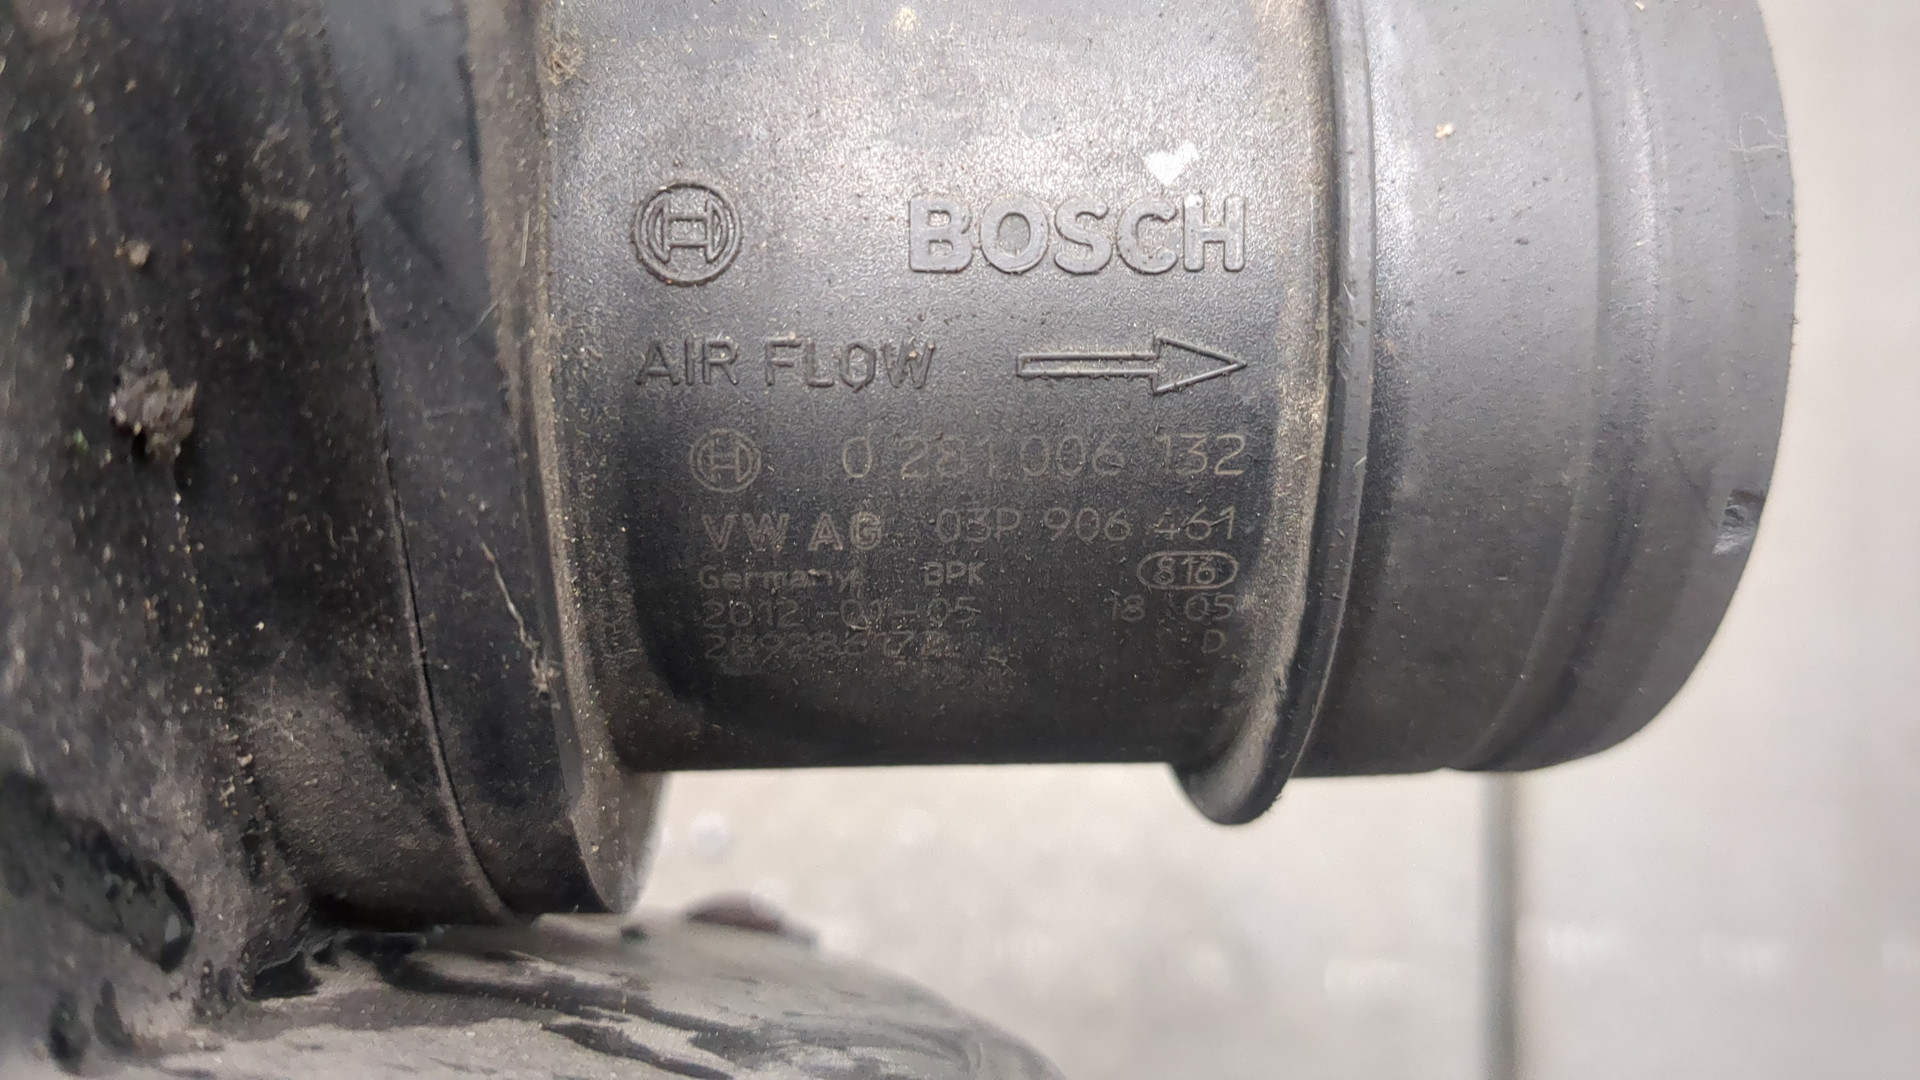 BOSCH
AIR FLOW
0 281 006 132
VW AG 03P 906 461
Germany BPK 816
2012-01-05 18 05
D